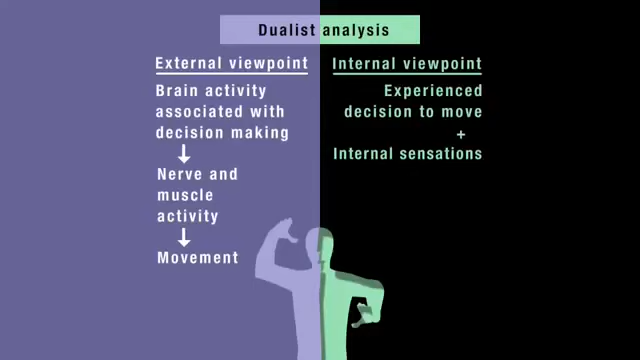 Dualist analysis
External viewpoint
Brain activity
associated with
decision making
Nerve and
muscle
activity
Movement
Internal viewpoint
Experienced
decision to move
+
Internal sensations